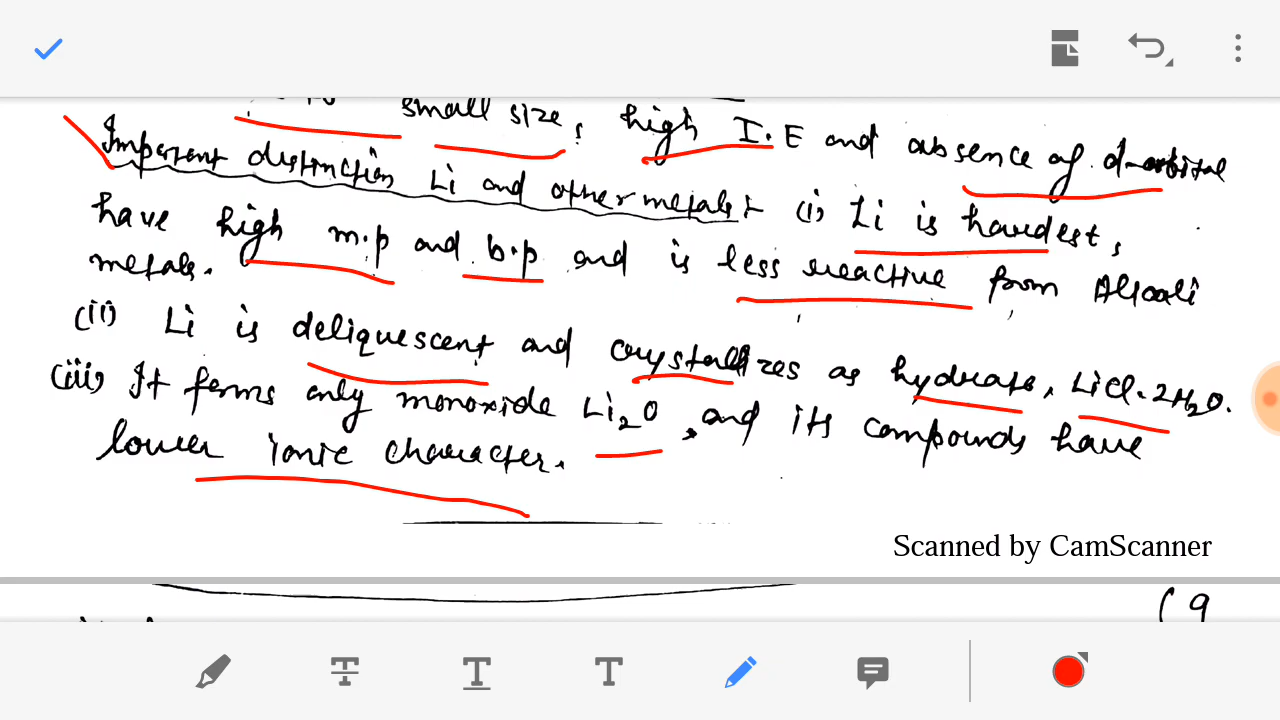 small size, high I.E and absence of d-orbital
Impertent distinction Li and other metals :- (i) Li is hardest,
have high m.p and b.p and is less reactive from Alkali
metals.
(ii) Li is deliquescent and crystallizes as hydrate, LiCl.2H₂O.
(iii) It forms only monoxide Li₂O, and its compounds have
lower ionic character.
Scanned by CamScanner
(9
T T T